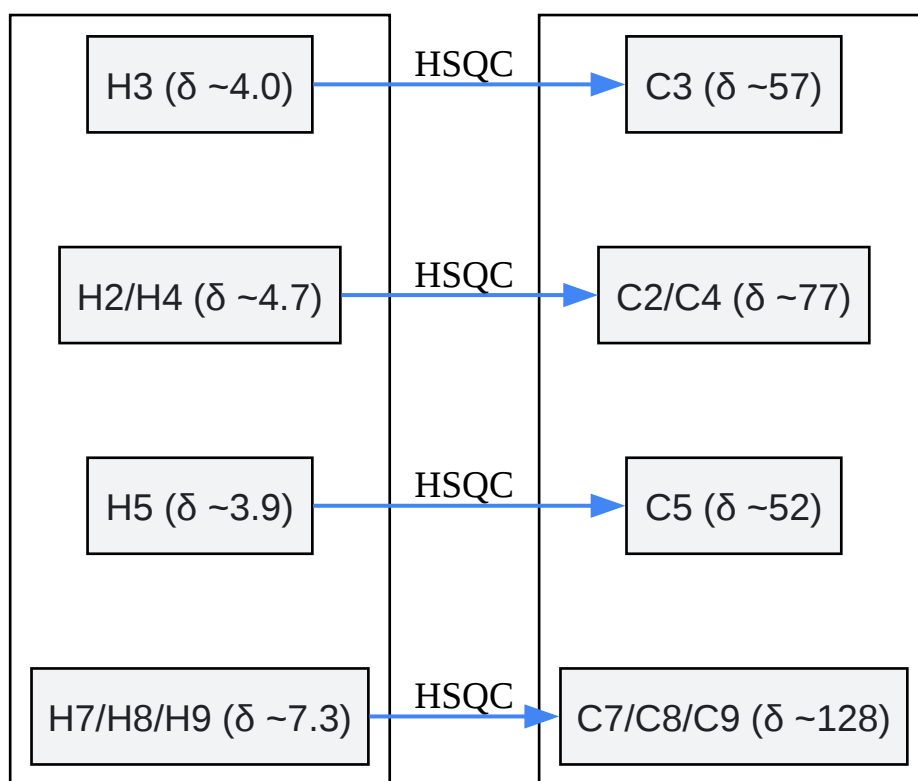 H3 (δ ~4.0)
HSQC
C3 (δ ~57)
H2/H4 (δ ~4.7)
HSQC
C2/C4 (δ ~77)
H5 (δ ~3.9)
HSQC
C5 (δ ~52)
H7/H8/H9 (δ ~7.3)
HSQC
C7/C8/C9 (δ ~128)